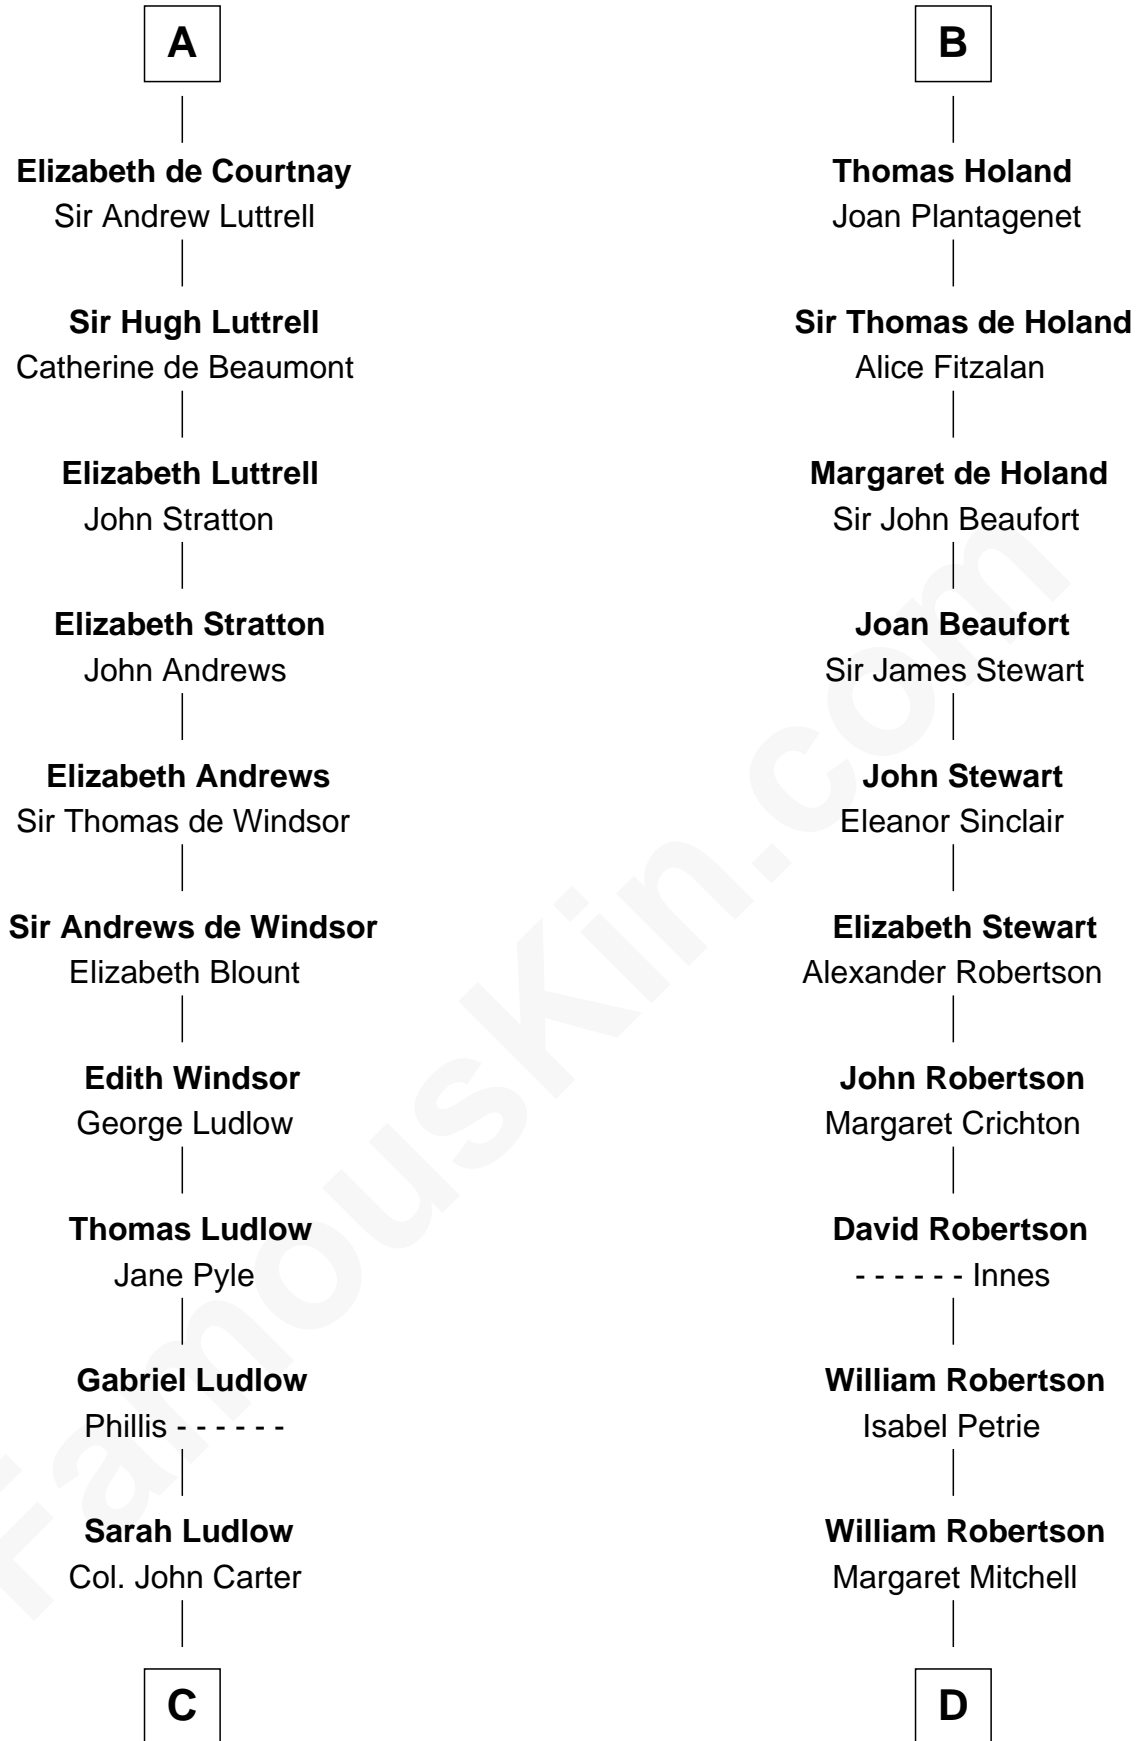 A
Elizabeth de Courtnay
Sir Andrew Luttrell
Sir Hugh Luttrell
Catherine de Beaumont
Elizabeth Luttrell
John Stratton
Elizabeth Stratton
John Andrews
Elizabeth Andrews
Sir Thomas de Windsor
Sir Andrews de Windsor
Elizabeth Blount
Edith Windsor
George Ludlow
Thomas Ludlow
Jane Pyle
Gabriel Ludlow
Phillis - - - - - -
Sarah Ludlow
Col. John Carter
C
B
Thomas Holand
Joan Plantagenet
Sir Thomas de Holand
Alice Fitzalan
Margaret de Holand
Sir John Beaufort
Joan Beaufort
Sir James Stewart
John Stewart
Eleanor Sinclair
Elizabeth Stewart
Alexander Robertson
John Robertson
Margaret Crichton
David Robertson
- - - - - - Innes
William Robertson
Isabel Petrie
William Robertson
Margaret Mitchell
D
FamousKin.com